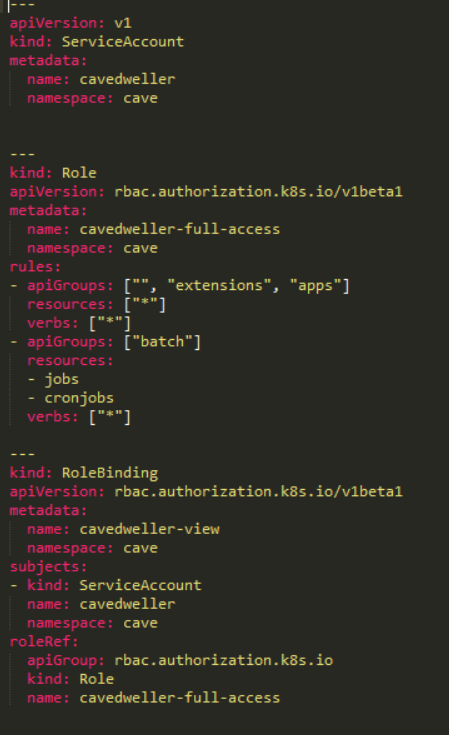 ---
apiVersion: v1
kind: ServiceAccount
metadata:
  name: cavedweller
  namespace: cave
---
kind: Role
apiVersion: rbac.authorization.k8s.io/v1beta1
metadata:
  name: cavedweller-full-access
  namespace: cave
rules:
- apiGroups: ["", "extensions", "apps"]
  resources: ["*"]
  verbs: ["*"]
- apiGroups: ["batch"]
  resources:
  - jobs
  - cronjobs
  verbs: ["*"]
---
kind: RoleBinding
apiVersion: rbac.authorization.k8s.io/v1beta1
metadata:
  name: cavedweller-view
  namespace: cave
subjects:
- kind: ServiceAccount
  name: cavedweller
  namespace: cave
roleRef:
  apiGroup: rbac.authorization.k8s.io
  kind: Role
  name: cavedweller-full-access